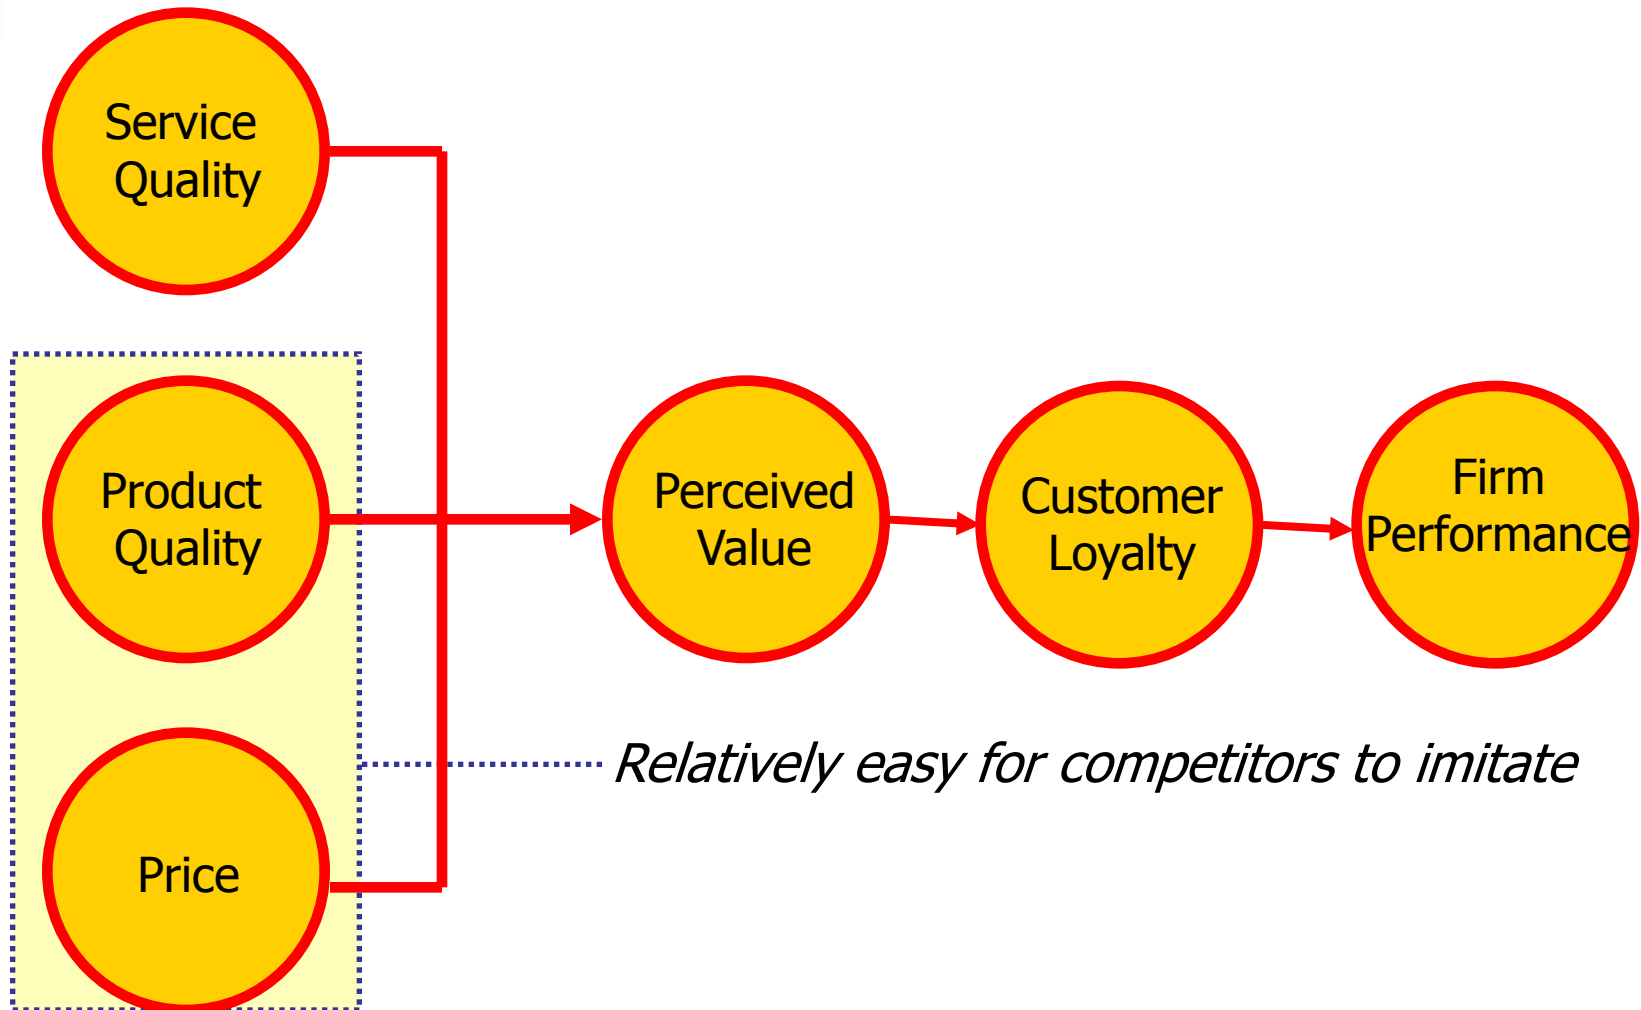 Service
Quality
Product
Quality
Perceived
Value
Customer
Loyalty
Firm
Performance
Relatively easy for competitors to imitate
Price